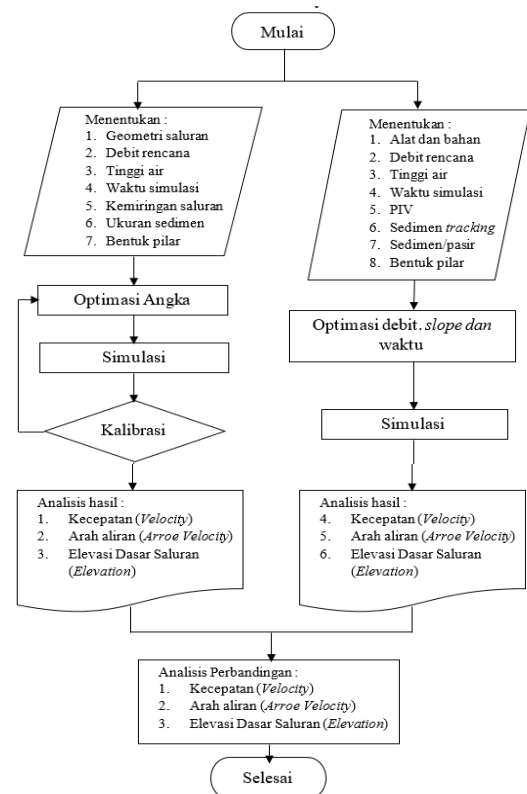 Mulai
Menentukan :
1. Geometri saluran
2. Debit rencana
3. Tinggi air
4. Waktu simulasi
5. Kemiringan saluran
6. Ukuran sedimen
7. Bentuk pilar
Menentukan :
1. Alat dan bahan
2. Debit rencana
3. Tinggi air
4. Waktu simulasi
5. PIV
6. Sedimen tracking
7. Sedimen/pasir
8. Bentuk pilar
Optimasi Angka
Simulasi
Kalibrasi
Optimasi debit. slope dan
waktu
Simulasi
Analisis hasil :
1. Kecepatan (Velocity)
2. Arah aliran (Arroe Velocity)
3. Elevasi Dasar Saluran
(Elevation)
Analisis hasil :
4. Kecepatan (Velocity)
5. Arah aliran (Arroe Velocity)
6. Elevasi Dasar Saluran
(Elevation)
Analisis Perbandingan :
1. Kecepatan (Velocity)
2. Arah aliran (Arroe Velocity)
3. Elevasi Dasar Saluran (Elevation)
Selesai